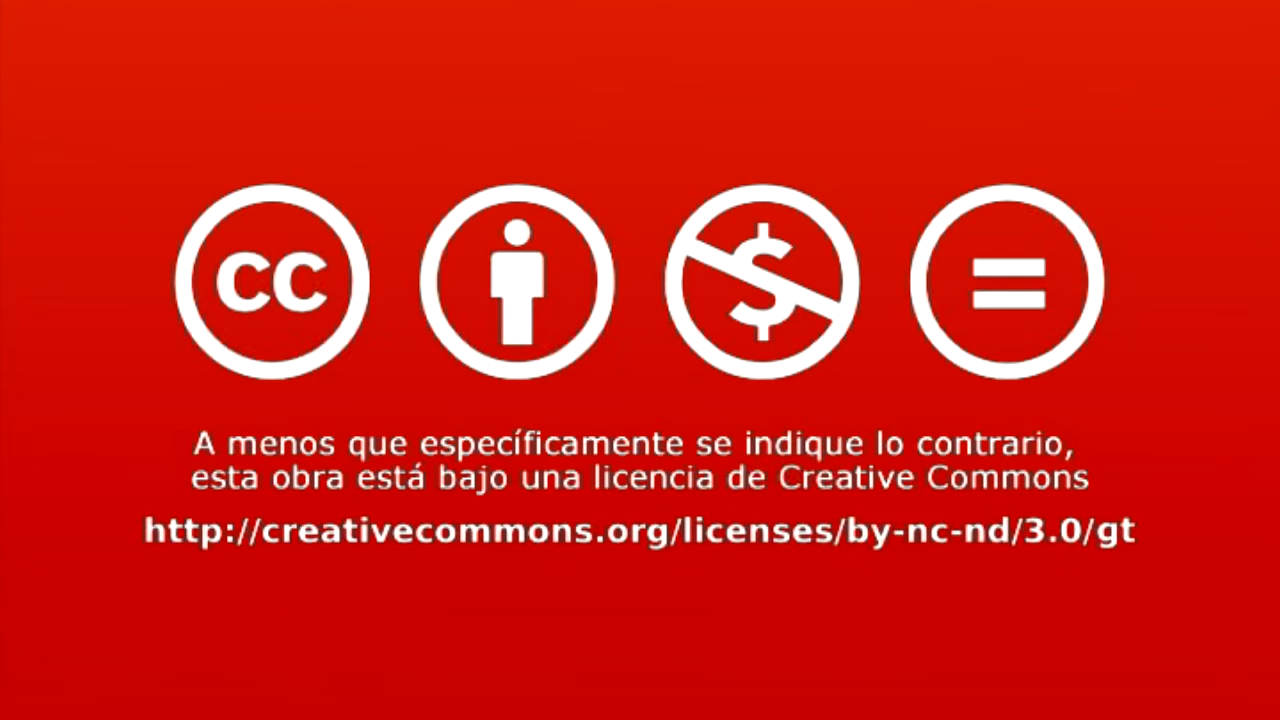 cc
$
=
A menos que específicamente se indique lo contrario,
esta obra está bajo una licencia de Creative Commons
http://creativecommons.org/licenses/by-nc-nd/3.0/gt